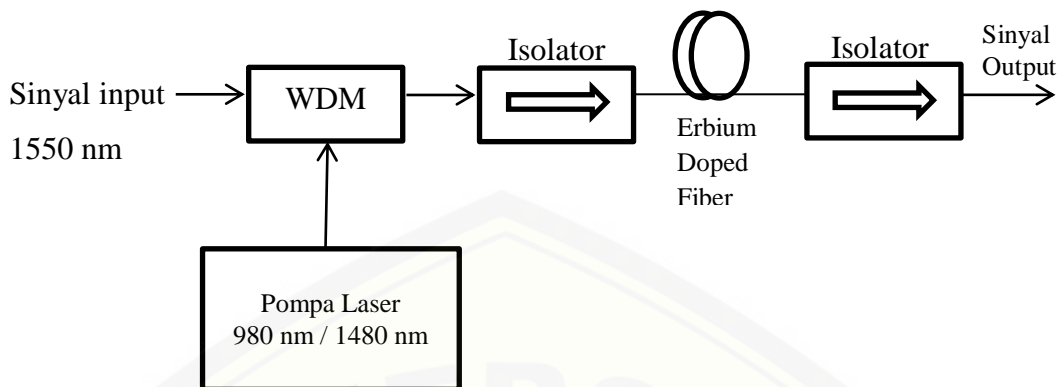 Sinyal input
1550 nm
WDM
Isolator
Erbium
Doped
Fiber
Isolator
Sinyal
Output
Pompa Laser
980 nm / 1480 nm